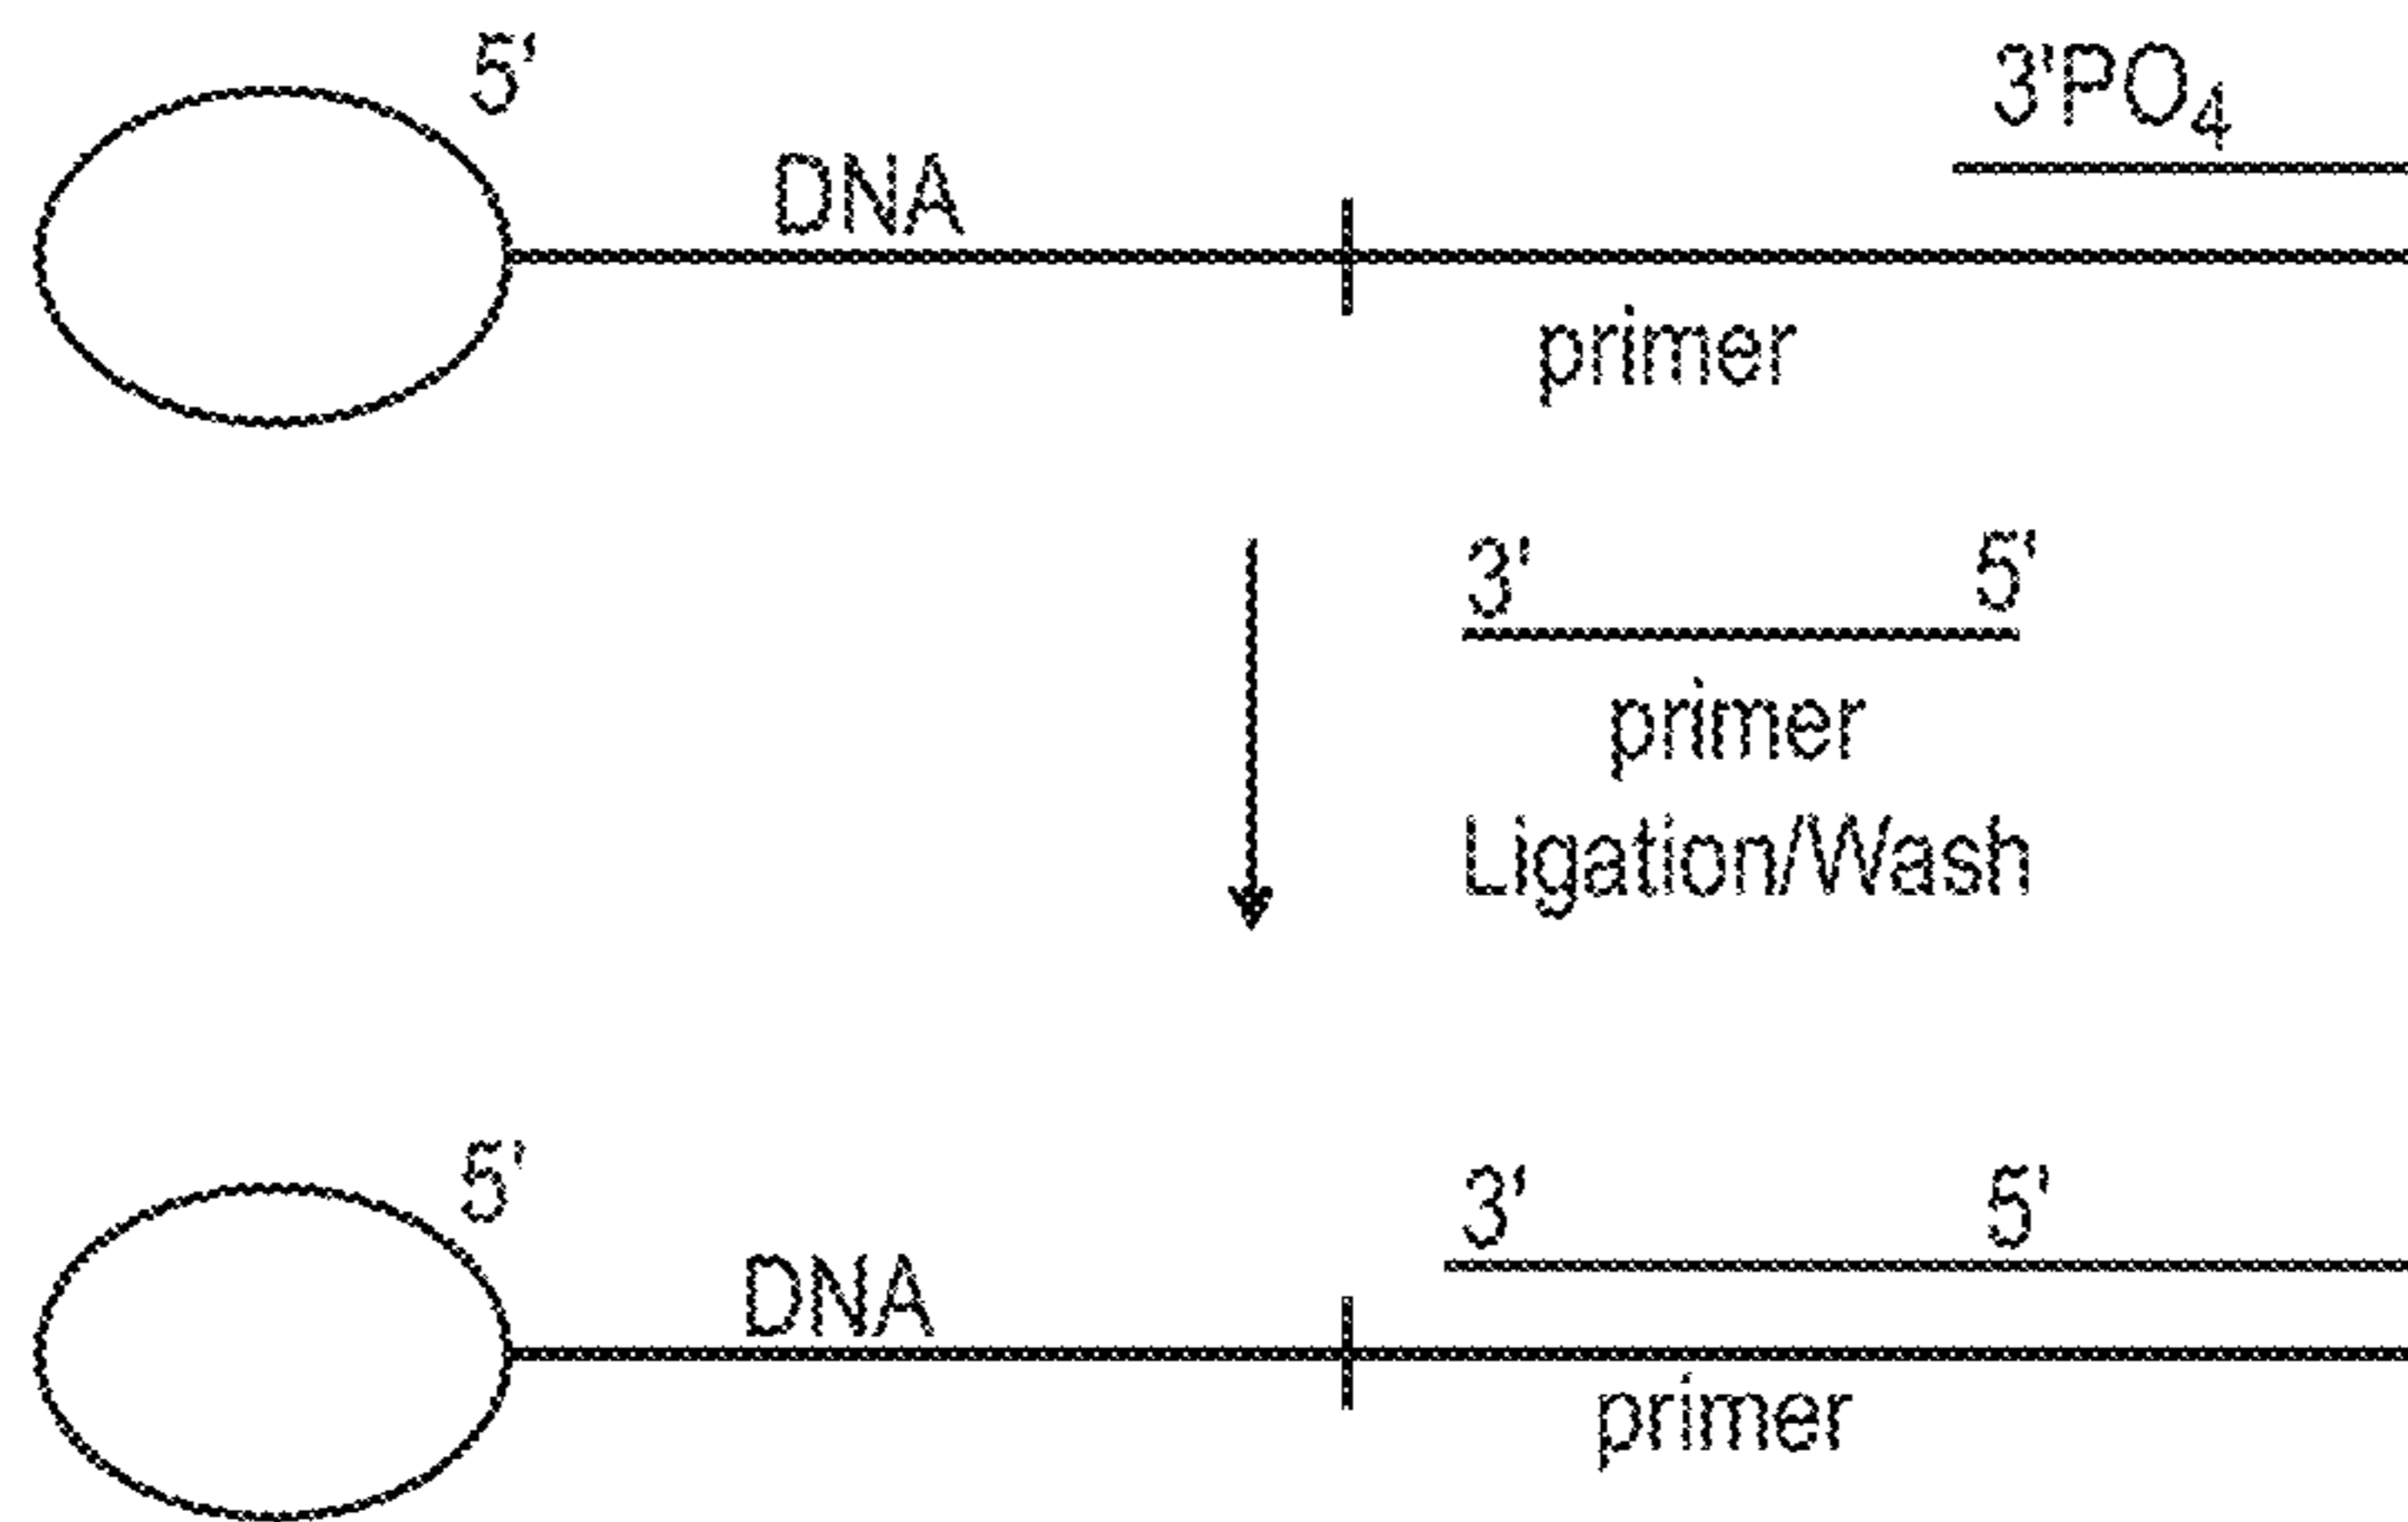 5'
3'PO4
DNA
primer
3' 5'
primer
Ligation/Wash
5'
3' 5'
DNA
primer